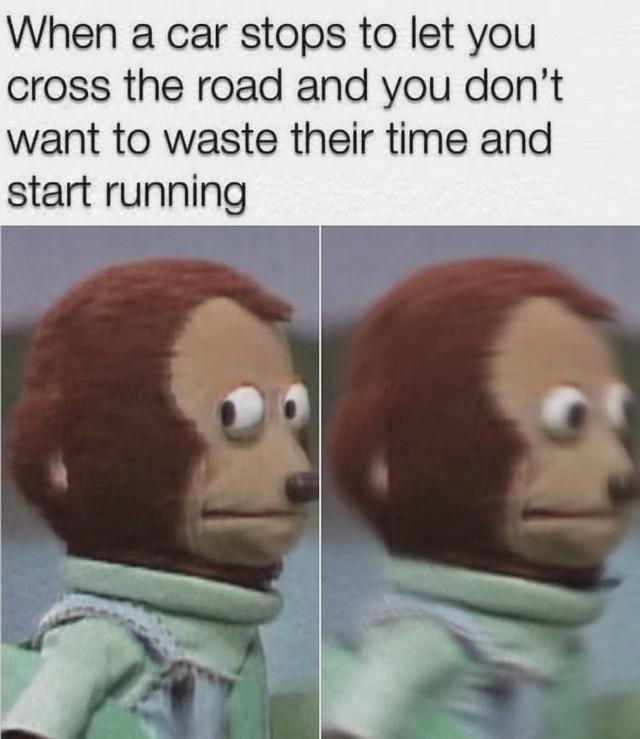 When a car stops to let you
cross the road and you don't
want to waste their time and
start running